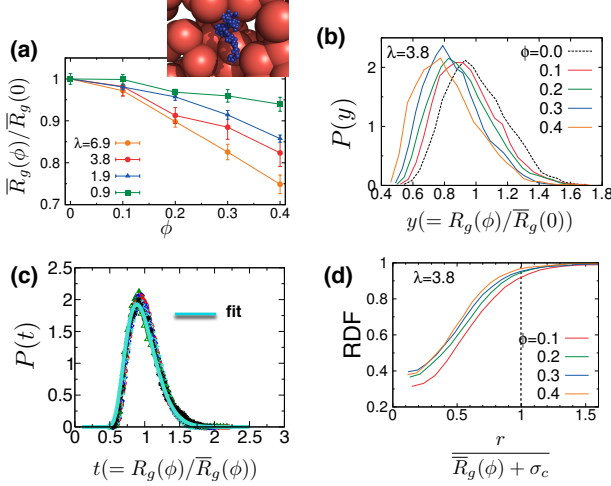 (a)
R̅g(ϕ)/R̅g(0)
1
0.9
0.8
0.7
λ=6.9
3.8
1.9
0.9
0 0.1 0.2 0.3 0.4
ϕ
(b)
P(y)
2
1
0
λ=3.8
ϕ=0.0
0.1
0.2
0.3
0.4
0.4 0.6 0.8 1 1.2 1.4 1.6 1.8
y(= Rg(ϕ)/R̅g(0))
(c)
P(t)
2.5
2
1.5
1
0.5
0
fit
0 0.5 1 1.5 2 2.5 3
t(= Rg(ϕ)/R̅g(ϕ))
(d)
RDF
1
0.8
0.6
0.4
0.2
λ=3.8
ϕ=0.1
0.2
0.3
0.4
0 0.5 1 1.5
r
R̅g(ϕ) + σc